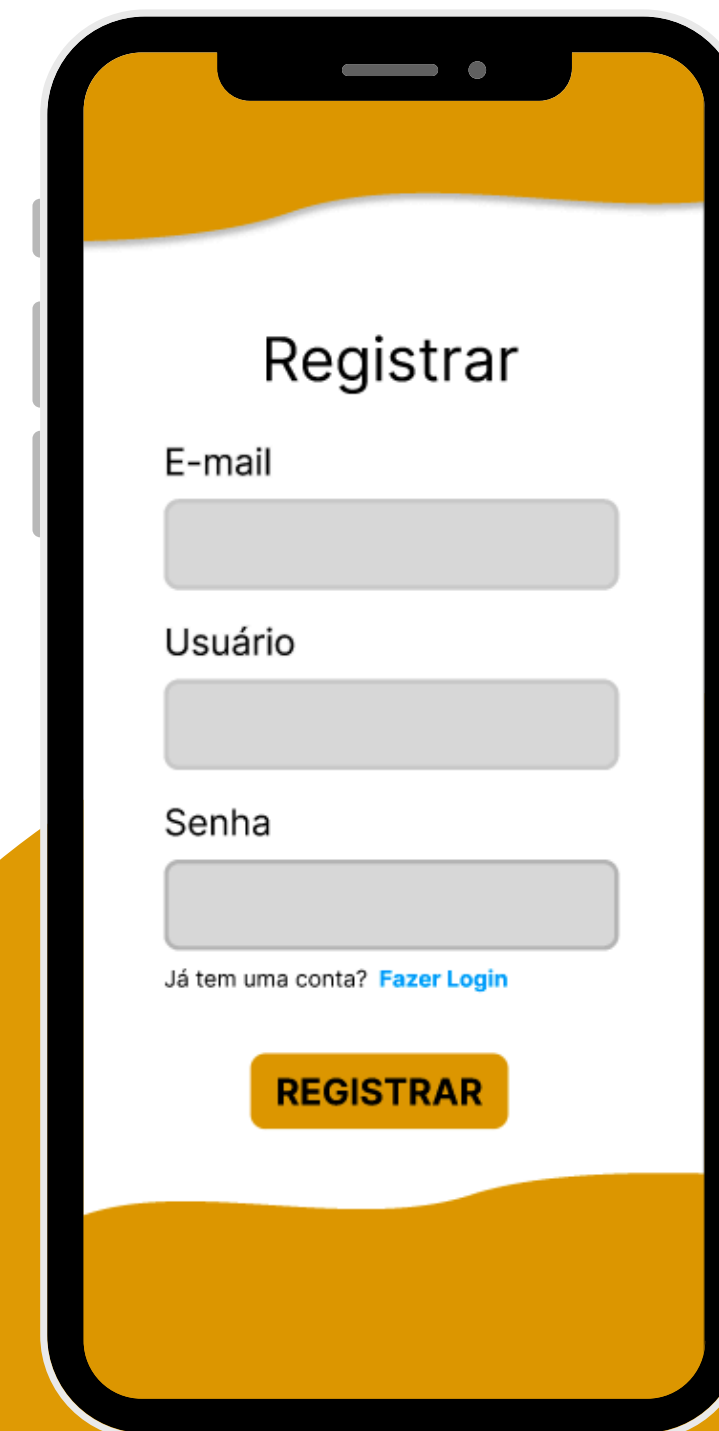 Registrar
E-mail
Usuário
Senha
Já tem uma conta? Fazer Login
REGISTRAR